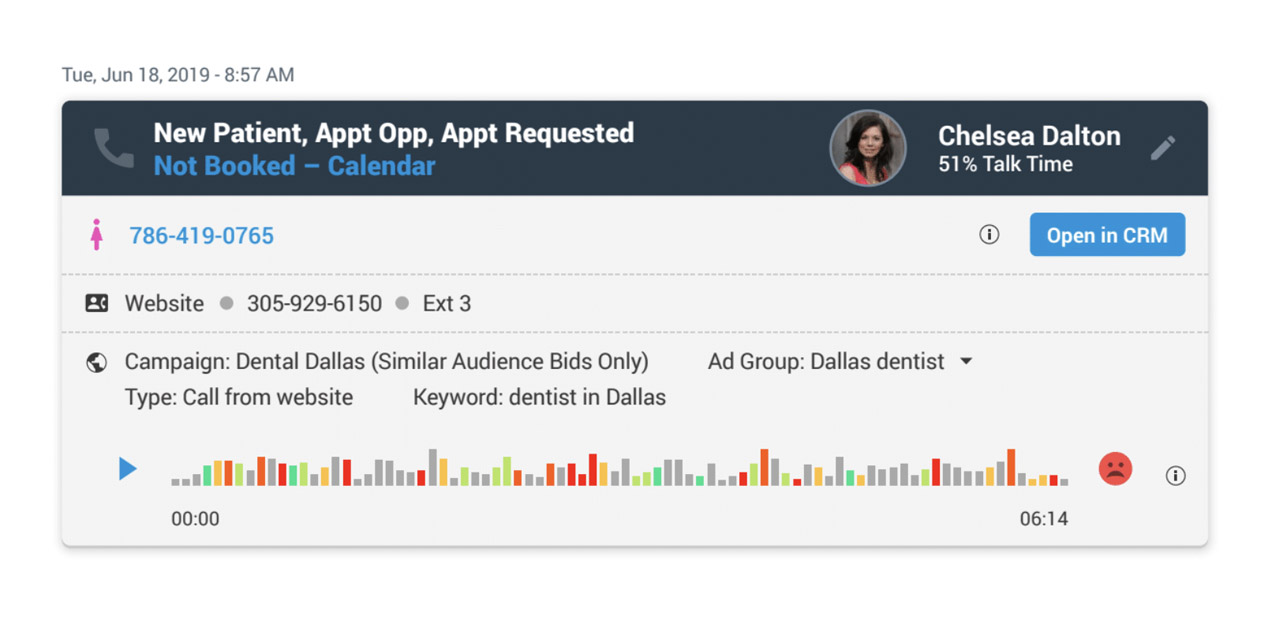 Tue, Jun 18, 2019 - 8:57 AM
New Patient, Appt Opp, Appt Requested
Not Booked – Calendar
Chelsea Dalton
51% Talk Time
786-419-0765
Open in CRM
Website 305-929-6150 Ext 3
Campaign: Dental Dallas (Similar Audience Bids Only) Ad Group: Dallas dentist
Type: Call from website Keyword: dentist in Dallas
00:00 06:14